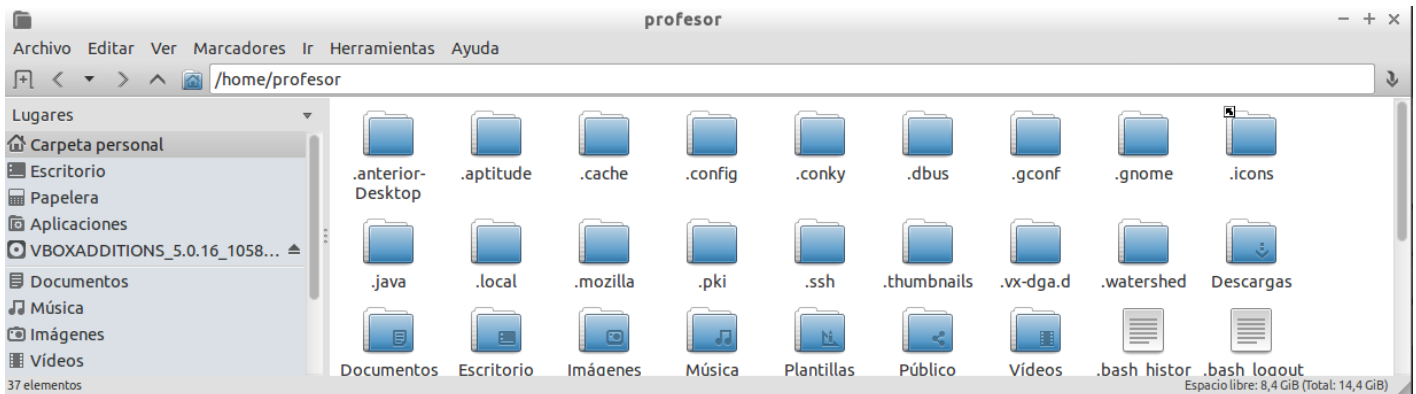 profesor
Archivo Editar Ver Marcadores Ir Herramientas Ayuda
/home/profesor
Lugares
Carpeta personal
Escritorio
Papelera
Aplicaciones
VBOXADDITIONS_5.0.16_1058...
Documentos
Música
Imágenes
Vídeos
.anterior-
Desktop
.aptitude
.cache
.config
.conky
.dbus
.gconf
.gnome
.icons
.java
.local
.mozilla
.pki
.ssh
.thumbnails
.vx-dga.d
.watershed
Descargas
Documentos
Escritorio
Imágenes
Música
Plantillas
Público
Vídeos
.bash_histor
.bash_logout
37 elementos
Espacio libre: 8,4 GiB (Total: 14,4 GiB)